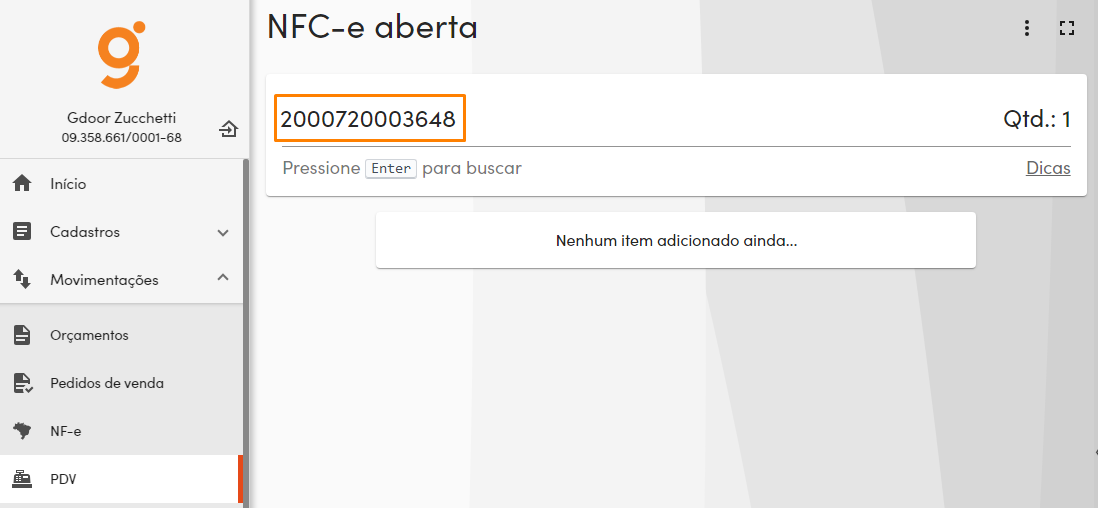 Gdoor Zucchetti
09.358.661/0001-68
Início
Cadastros
Movimentações
Orçamentos
Pedidos de venda
NF-e
PDV
NFC-e aberta
2000720003648
Qtd.: 1
Pressione Enter para buscar
Dicas
Nenhum item adicionado ainda...